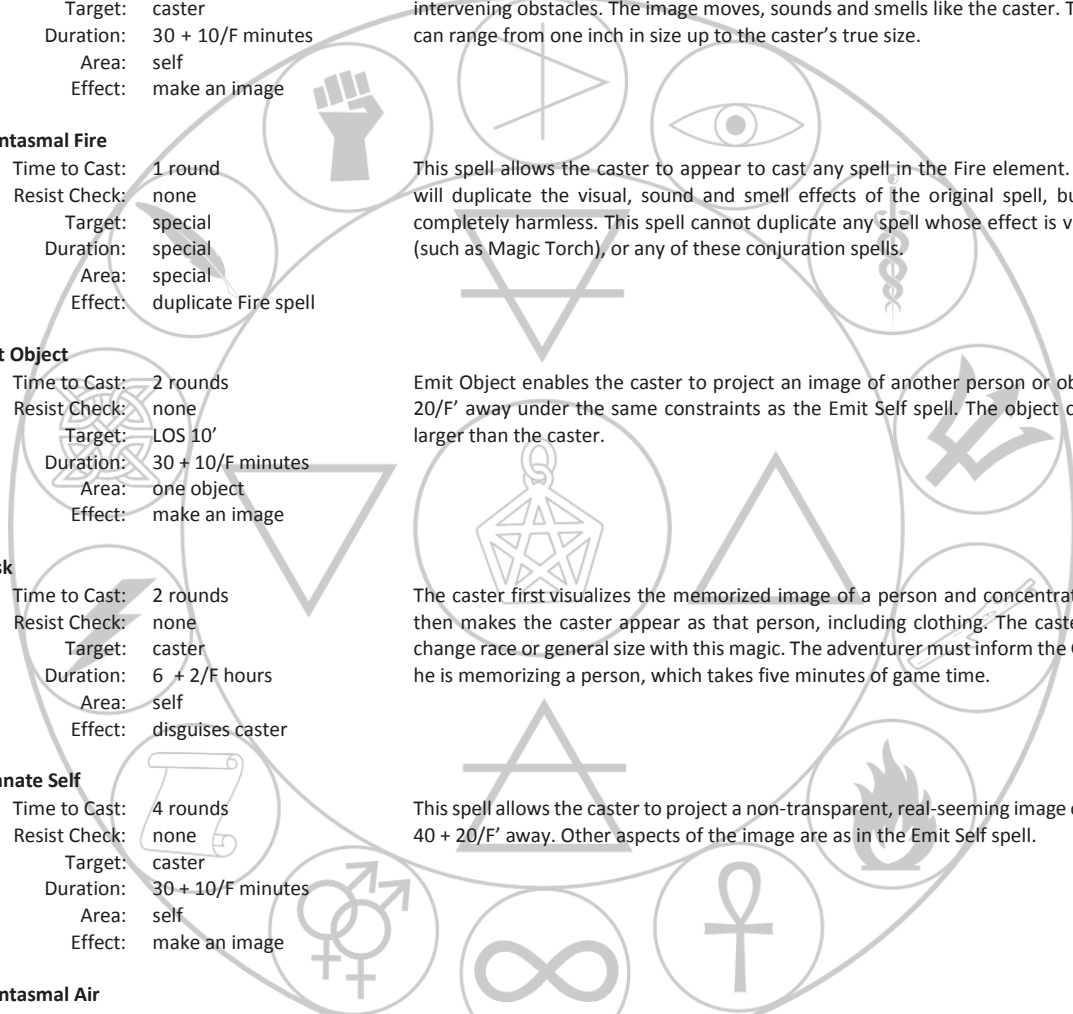 Target: caster
Duration: 30 + 10/F minutes
Area: self
Effect: make an image
intervening obstacles. The image moves, sounds and smells like the caster. T
can range from one inch in size up to the caster's true size.
ntasmal Fire
Time to Cast: 1 round
Resist Check: none
Target: special
Duration: special
Area: special
Effect: duplicate Fire spell
This spell allows the caster to appear to cast any spell in the Fire element.
will duplicate the visual, sound and smell effects of the original spell, bu
completely harmless. This spell cannot duplicate any spell whose effect is v
(such as Magic Torch), or any of these conjuration spells.
t Object
Time to Cast: 2 rounds
Resist Check: none
Target: LOS 10'
Duration: 30 + 10/F minutes
Area: one object
Effect: make an image
Emit Object enables the caster to project an image of another person or ob
20/F' away under the same constraints as the Emit Self spell. The object c
larger than the caster.
sk
Time to Cast: 2 rounds
Resist Check: none
Target: caster
Duration: 6 + 2/F hours
Area: self
Effect: disguises caster
The caster first visualizes the memorized image of a person and concentrat
then makes the caster appear as that person, including clothing. The caste
change race or general size with this magic. The adventurer must inform the
he is memorizing a person, which takes five minutes of game time.
nate Self
Time to Cast: 4 rounds
Resist Check: none
Target: caster
Duration: 30 + 10/F minutes
Area: self
Effect: make an image
This spell allows the caster to project a non-transparent, real-seeming image
40 + 20/F' away. Other aspects of the image are as in the Emit Self spell.
ntasmal Air